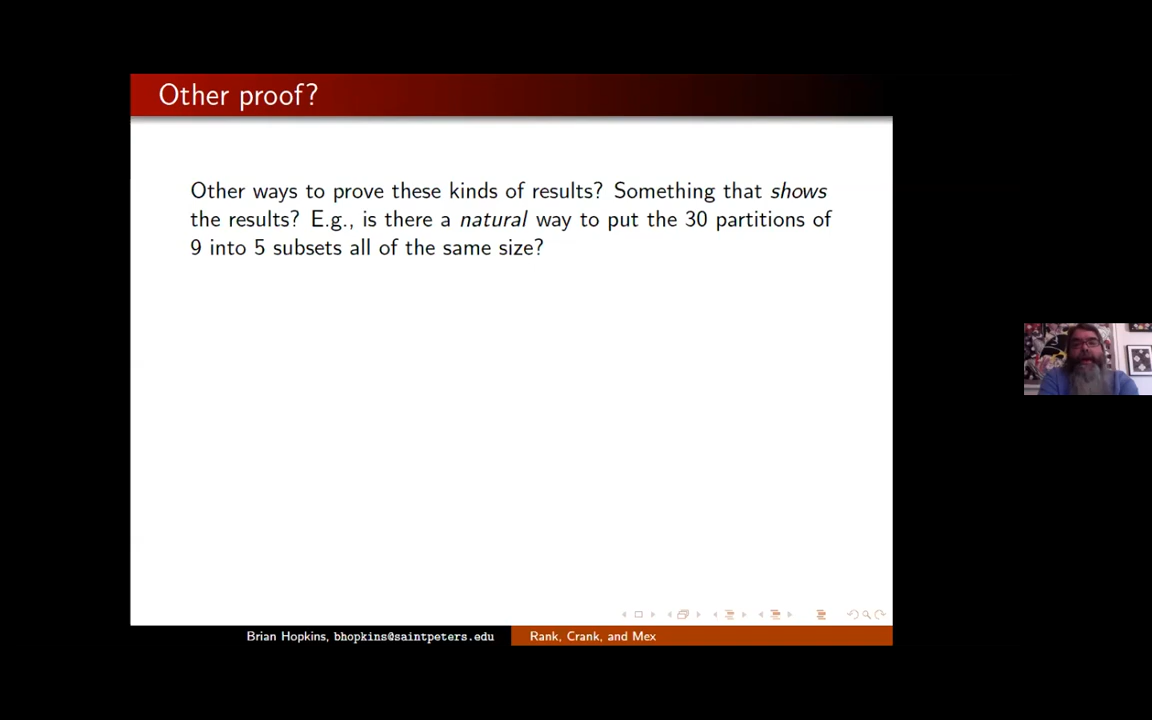 Other proof?
Other ways to prove these kinds of results? Something that shows
the results? E.g., is there a natural way to put the 30 partitions of
9 into 5 subsets all of the same size?
Brian Hopkins, bhopkins@saintpeters.edu
Rank, Crank, and Mex